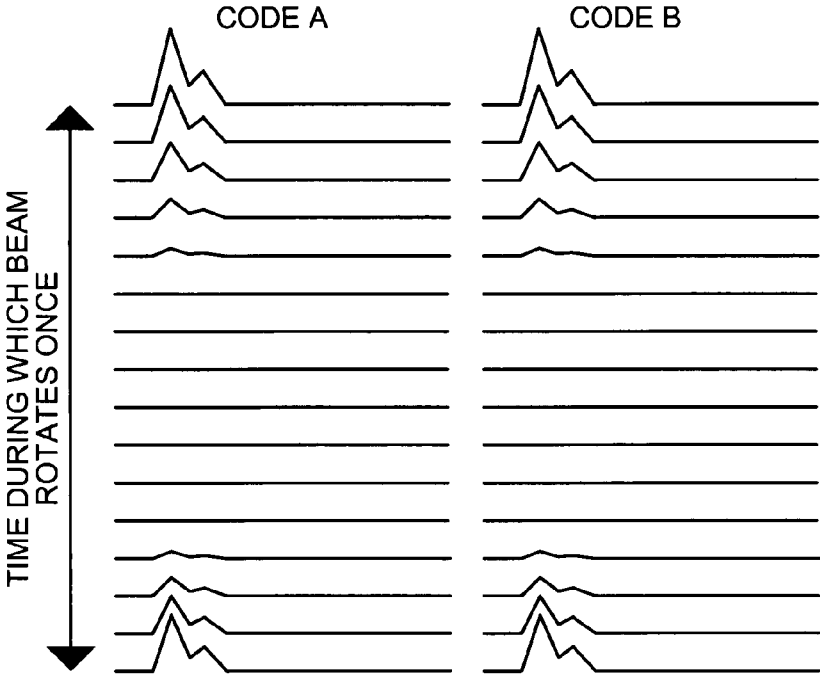 CODE A
CODE B
TIME DURING WHICH BEAM
ROTATES ONCE